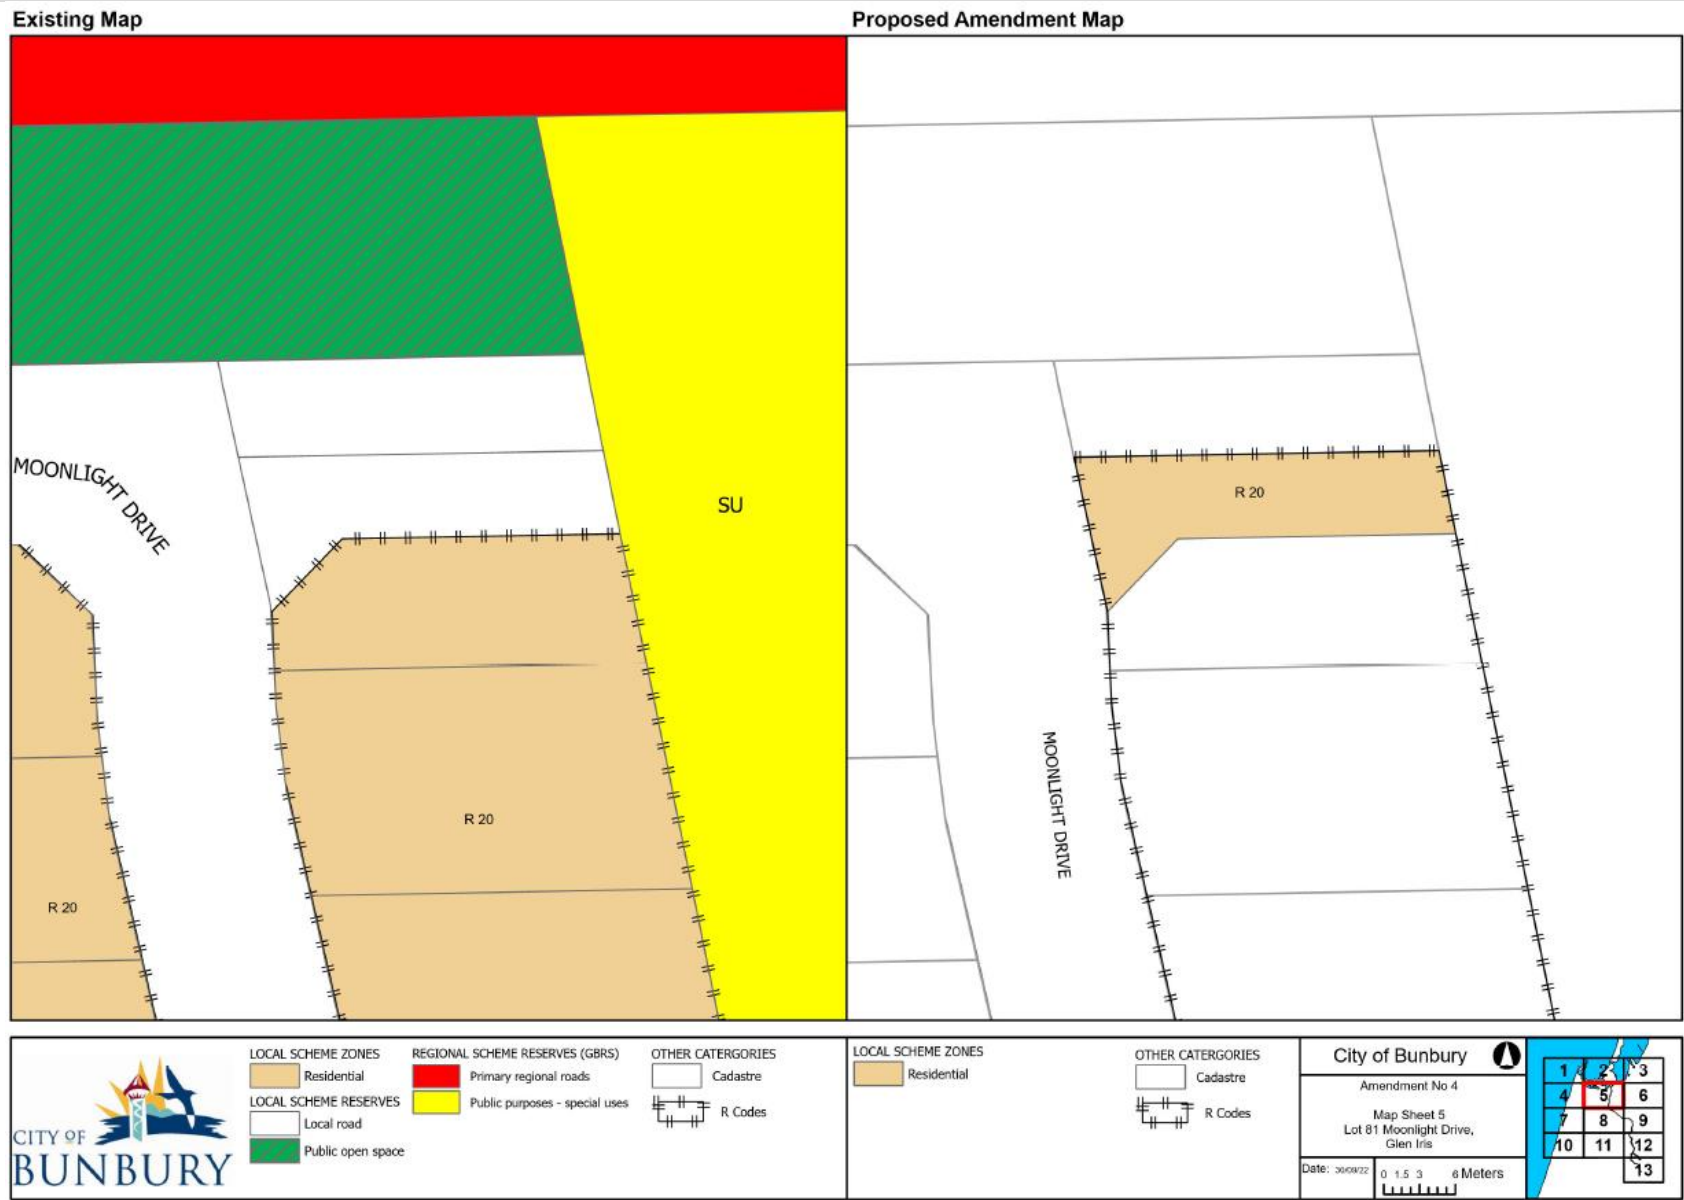 Existing Map
Proposed Amendment Map
MOONLIGHT DRIVE
SU
R 20
R 20
R 20
MOONLIGHT DRIVE
CITY OF
BUNBURY
LOCAL SCHEME ZONES
Residential
LOCAL SCHEME RESERVES
Local road
Public open space
REGIONAL SCHEME RESERVES (GBRS)
Primary regional roads
Public purposes - special uses
OTHER CATERGORIES
Cadastre
R Codes
LOCAL SCHEME ZONES
Residential
OTHER CATERGORIES
Cadastre
R Codes
City of Bunbury
Amendment No 4
Map Sheet 5
Lot 81 Moonlight Drive,
Glen Iris
Date:
0 1.5 3 6 Meters
1 2 3
4 5 6
7 8 9
10 11 12
13